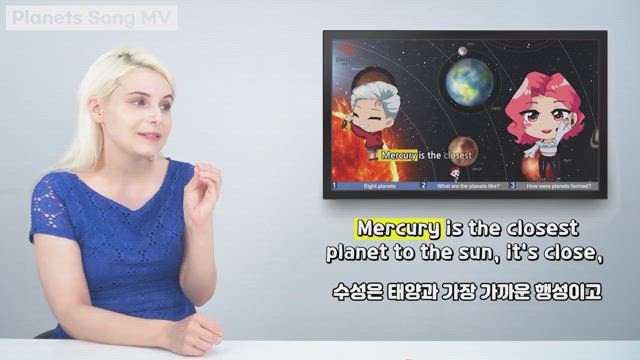 Planets Song MV
Mercury is the closest
1 Eight planets 2 What are the planets like? 3 How were planets formed?
Mercury is the closest
planet to the sun, it's close,
수성은 태양과 가장 가까운 행성이고